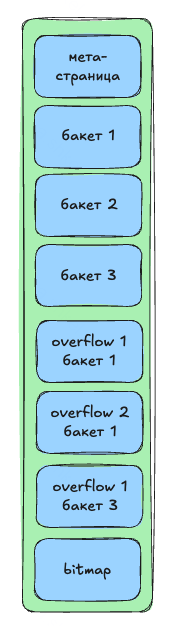 мета-
страница
бакет 1
бакет 2
бакет 3
overflow 1
бакет 1
overflow 2
бакет 1
overflow 1
бакет 3
bitmap